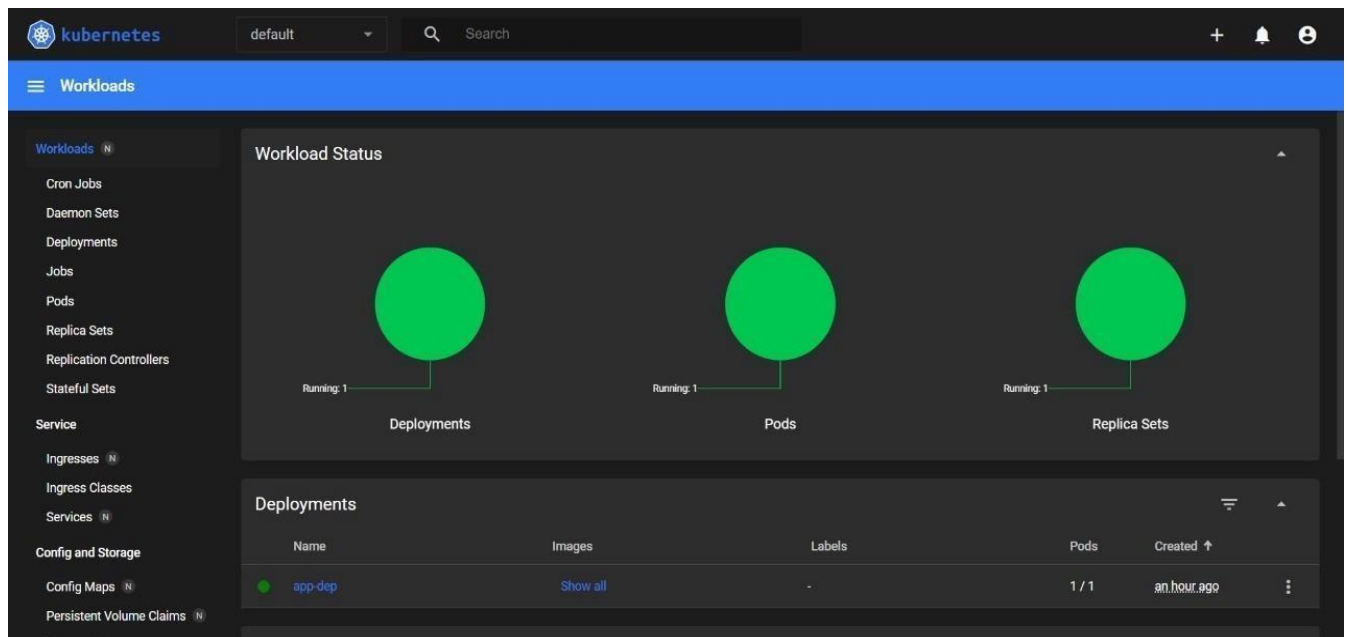 kubernetes
default
Search
Workloads
Workloads N
Cron Jobs
Daemon Sets
Deployments
Jobs
Pods
Replica Sets
Replication Controllers
Stateful Sets
Service
Ingresses N
Ingress Classes
Services N
Config and Storage
Config Maps N
Persistent Volume Claims N
Workload Status
Running: 1
Deployments
Running: 1
Pods
Running: 1
Replica Sets
Deployments
Name Images Labels Pods Created ↑
app-dep Show all - 1 / 1 an hour ago